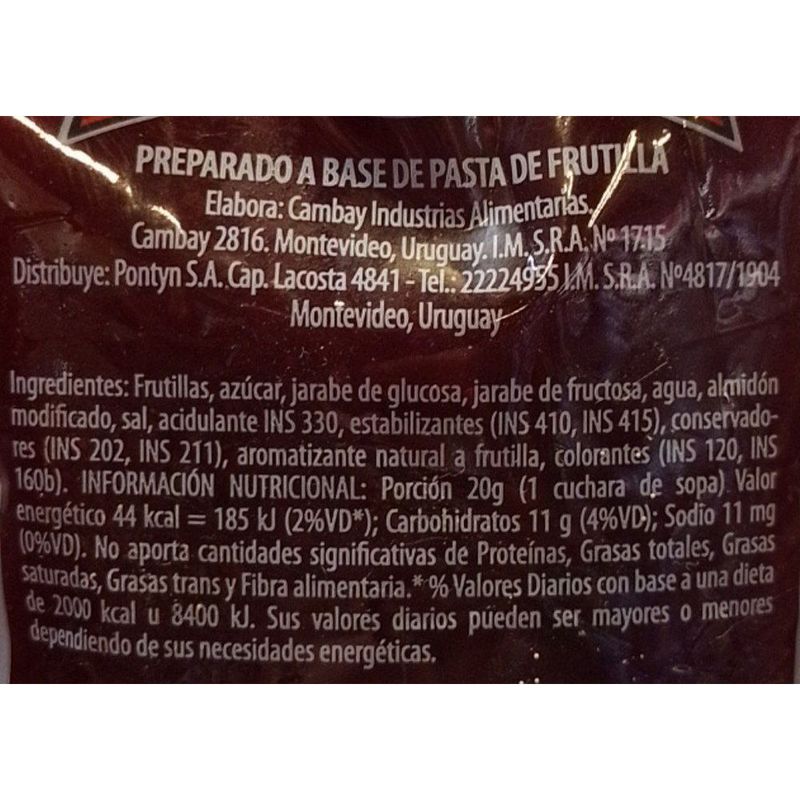 PREPARADO A BASE DE PASTA DE FRUTILLA
Elabora: Cambay Industrias Alimentarias,
Cambay 2816. Montevideo, Uruguay. I.M. S.R.A. Nº 1715
Distribuye: Pontyn S.A. Cap. Lacosta 4841 - Tel.: 22224955 I.M. S.R.A. Nº4817/1904
Montevideo, Uruguay
Ingredientes: Frutillas, azúcar, jarabe de glucosa, jarabe de fructosa, agua, almidón
modificado, sal, acidulante INS 330, estabilizantes (INS 410, INS 415), conservado-
res (INS 202, INS 211), aromatizante natural a frutilla, colorantes (INS 120, INS
160b). INFORMACIÓN NUTRICIONAL: Porción 20g (1 cuchara de sopa) Valor
energético 44 kcal = 185 kJ (2%VD*); Carbohidratos 11 g (4%VD); Sodio 11 mg
(0%VD). No aporta cantidades significativas de Proteínas, Grasas totales, Grasas
saturadas, Grasas trans y Fibra alimentaria.* % Valores Diarios con base a una dieta
de 2000 kcal u 8400 kJ. Sus valores diarios pueden ser mayores o menores
dependiendo de sus necesidades energéticas.